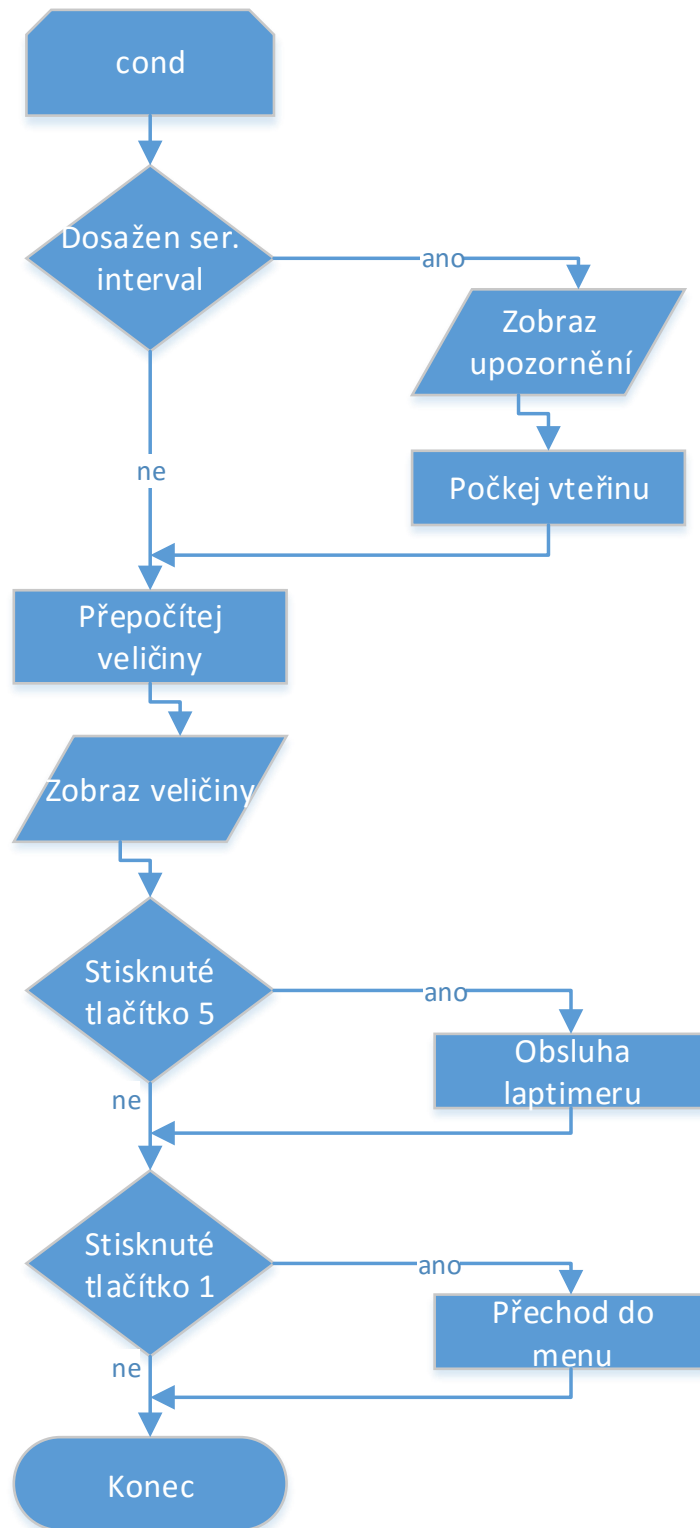 cond
Dosažen ser.
interval
ano
Zobraz
upozornění
Počkej vteřinu
ne
Přepočítej
veličiny
Zobraz veličiny
Stisknuté
tlačítko 5
ano
Obsluha
laptimeru
ne
Stisknuté
tlačítko 1
ano
Přechod do
menu
ne
Konec